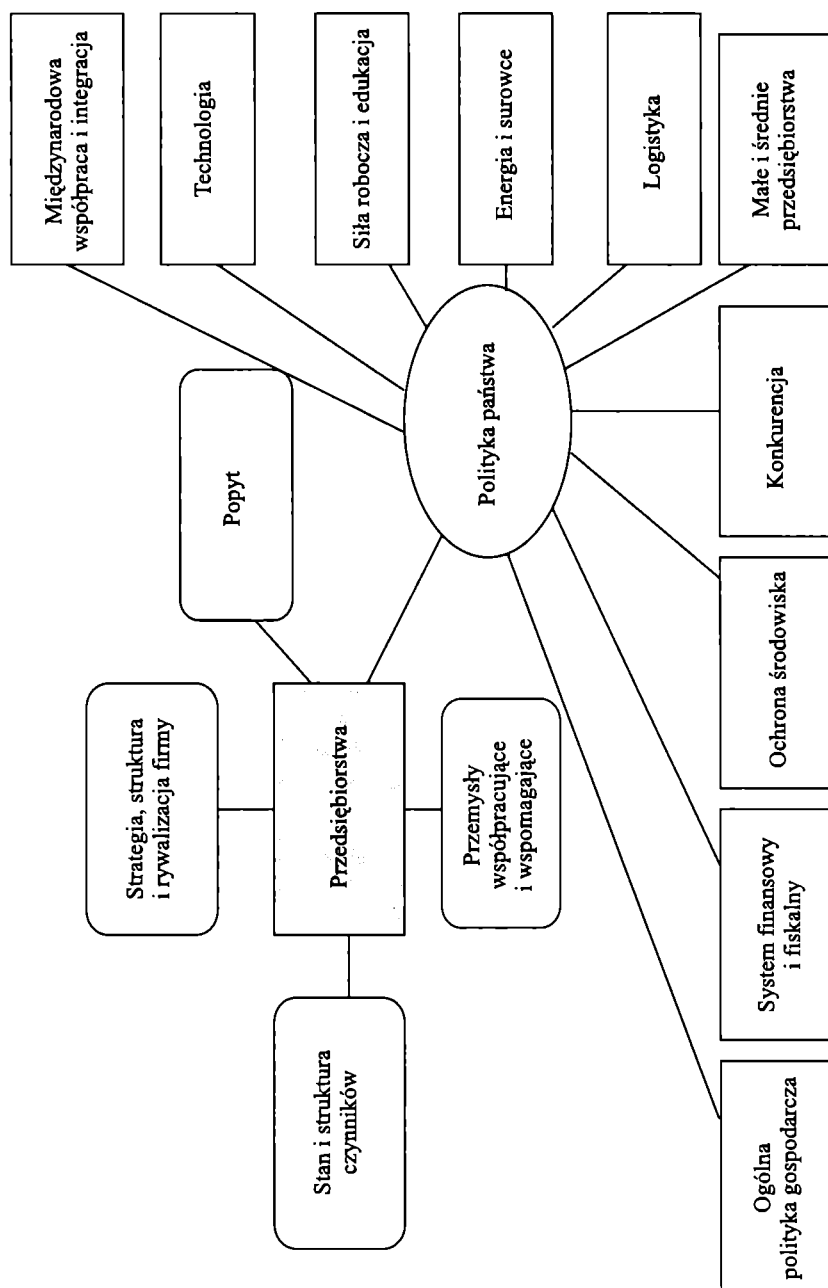 Strategia, struktura
i rywalizacja firmy
Stan i struktura
czynników
Przedsiębiorstwa
Popyt
Przemysły
współpracujące
i wspomagające
Polityka państwa
Międzynarodowa
współpraca i integracja
Technologia
Siła robocza i edukacja
Energia i surowce
Logistyka
Ogólna
polityka gospodarcza
System finansowy
i fiskalny
Ochrona środowiska
Konkurencja
Małe i średnie
przedsiębiorstwa